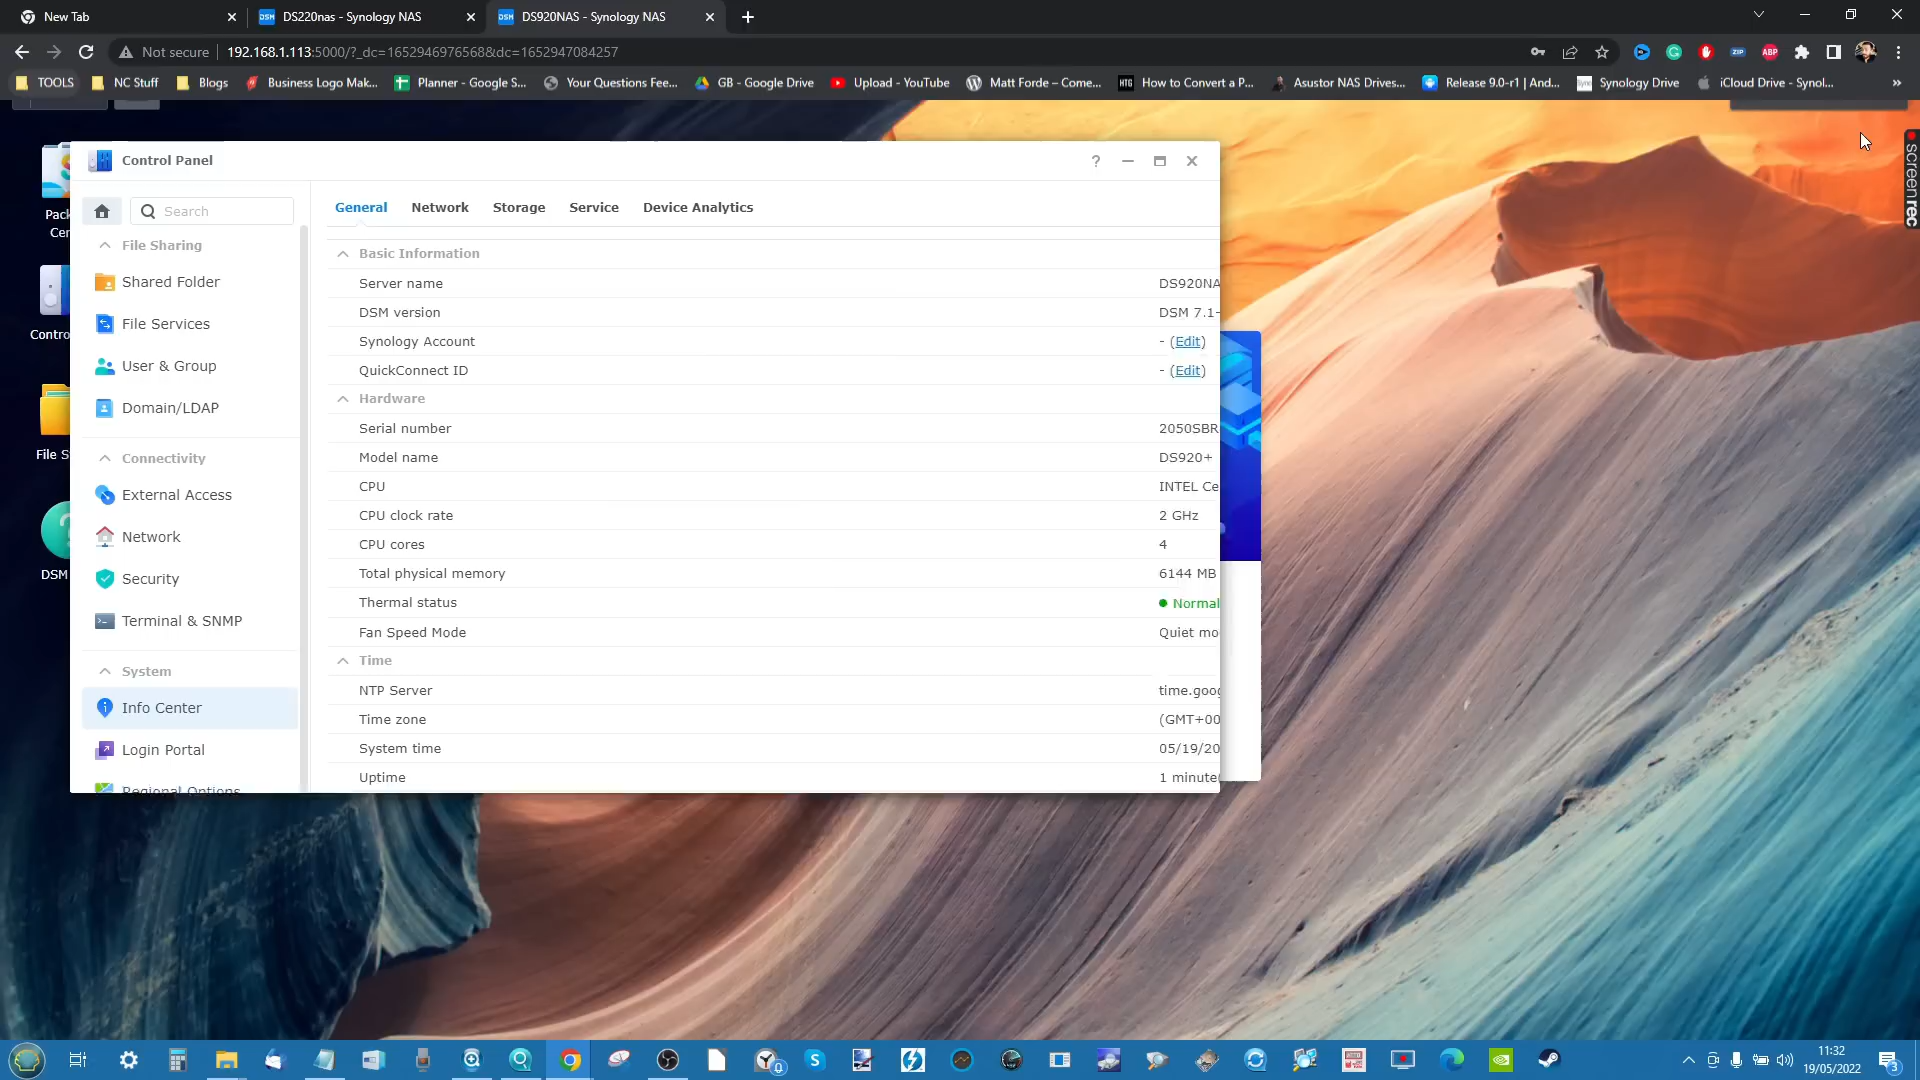 New Tab
DS220nas - Synology NAS
DS920NAS - Synology NAS
Not secure
192.168.1.113:5000/?_dc=1652946976568&dc=1652947084257
TOOLS
NC Stuff
Blogs
Business Logo Mak...
Planner - Google S...
Your Questions Fee...
GB - Google Drive
Upload - YouTube
Matt Forde – Come...
How to Convert a P...
Asustor NAS Drives...
Release 9.0-r1 | And...
Synology Drive
iCloud Drive - Synol...
»
screenrec
Pack
Cen
Contro
File S
DSM
Control Panel
Search
File Sharing
Shared Folder
File Services
User & Group
Domain/LDAP
Connectivity
External Access
Network
Security
Terminal & SNMP
System
Info Center
Login Portal
Regional Options
General
Network
Storage
Service
Device Analytics
Basic Information
Server name
DS920NA
DSM version
DSM 7.1-
Synology Account
- (Edit)
QuickConnect ID
- (Edit)
Hardware
Serial number
2050SBR
Model name
DS920+
CPU
INTEL Ce
CPU clock rate
2 GHz
CPU cores
4
Total physical memory
6144 MB
Thermal status
Normal
Fan Speed Mode
Quiet mo
Time
NTP Server
time.goog
Time zone
(GMT+00
System time
05/19/20
Uptime
1 minute
11:32
19/05/2022
3